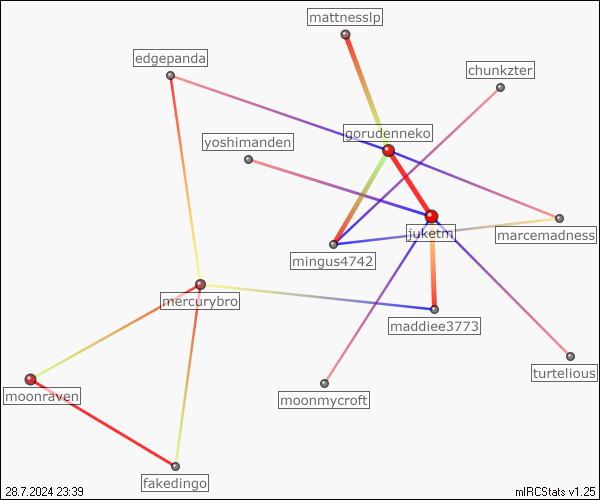 mattnesslp
edgepanda
chunkzter
gorudenneko
yoshimanden
juketm
marcemadness
mingus4742
mercurybro
maddiee3773
turtelious
moonraven
moonmycroft
fakedingo
28.7.2024 23:39
mIRCStats v1.25